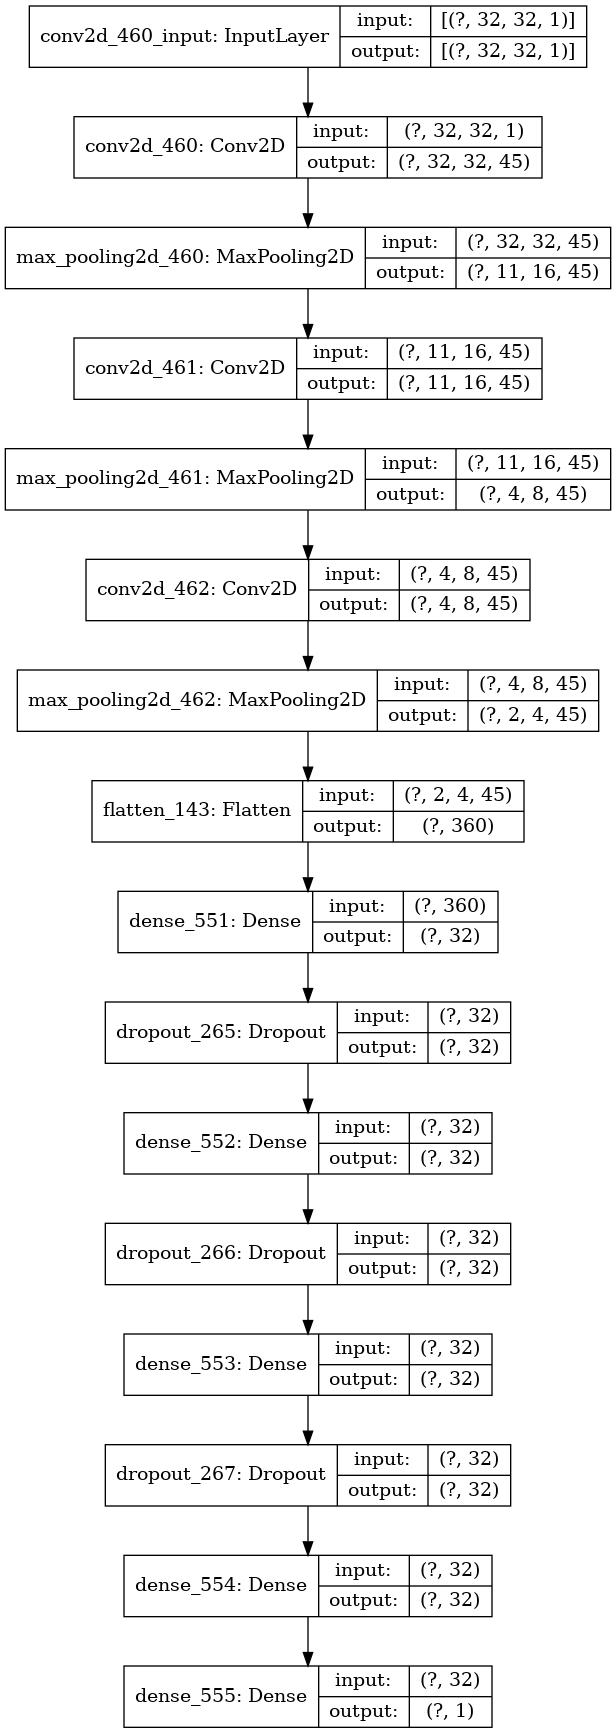 conv2d_460_input: InputLayer
input: [(?, 32, 32, 1)]
output: [(?, 32, 32, 1)]
conv2d_460: Conv2D
input: (?, 32, 32, 1)
output: (?, 32, 32, 45)
max_pooling2d_460: MaxPooling2D
input: (?, 32, 32, 45)
output: (?, 11, 16, 45)
conv2d_461: Conv2D
input: (?, 11, 16, 45)
output: (?, 11, 16, 45)
max_pooling2d_461: MaxPooling2D
input: (?, 11, 16, 45)
output: (?, 4, 8, 45)
conv2d_462: Conv2D
input: (?, 4, 8, 45)
output: (?, 4, 8, 45)
max_pooling2d_462: MaxPooling2D
input: (?, 4, 8, 45)
output: (?, 2, 4, 45)
flatten_143: Flatten
input: (?, 2, 4, 45)
output: (?, 360)
dense_551: Dense
input: (?, 360)
output: (?, 32)
dropout_265: Dropout
input: (?, 32)
output: (?, 32)
dense_552: Dense
input: (?, 32)
output: (?, 32)
dropout_266: Dropout
input: (?, 32)
output: (?, 32)
dense_553: Dense
input: (?, 32)
output: (?, 32)
dropout_267: Dropout
input: (?, 32)
output: (?, 32)
dense_554: Dense
input: (?, 32)
output: (?, 32)
dense_555: Dense
input: (?, 32)
output: (?, 1)